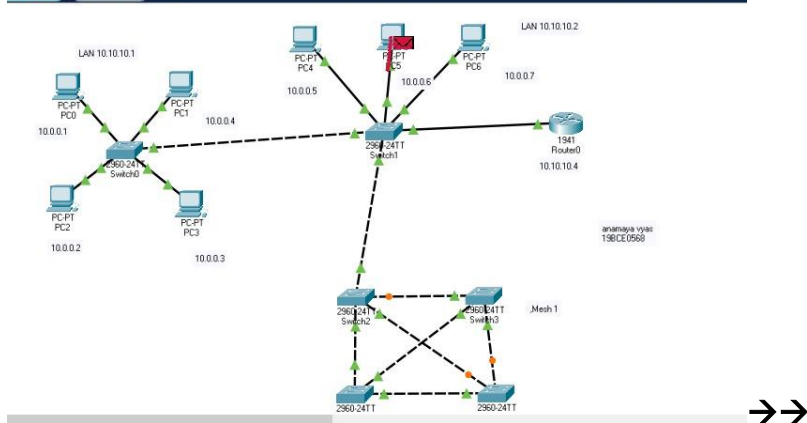 LAN 10.10.10.2
LAN 10.10.10.1
PC-PT
PC4
PC-PT
PC5
PC-PT
PC6
10.0.0.5
10.0.0.6
10.0.0.7
PC-PT
PC0
PC-PT
PC1
10.0.0.1
10.0.0.4
2960-24TT
Switch0
2960-24TT
Switch1
1941
Router0
10.10.10.4
PC-PT
PC2
PC-PT
PC3
10.0.0.2
10.0.0.3
anamaya vyas
19BCE0568
2960-24TT
Switch2
2960-24TT
Switch3
,Mesh 1
2960-24TT
2960-24TT
→→